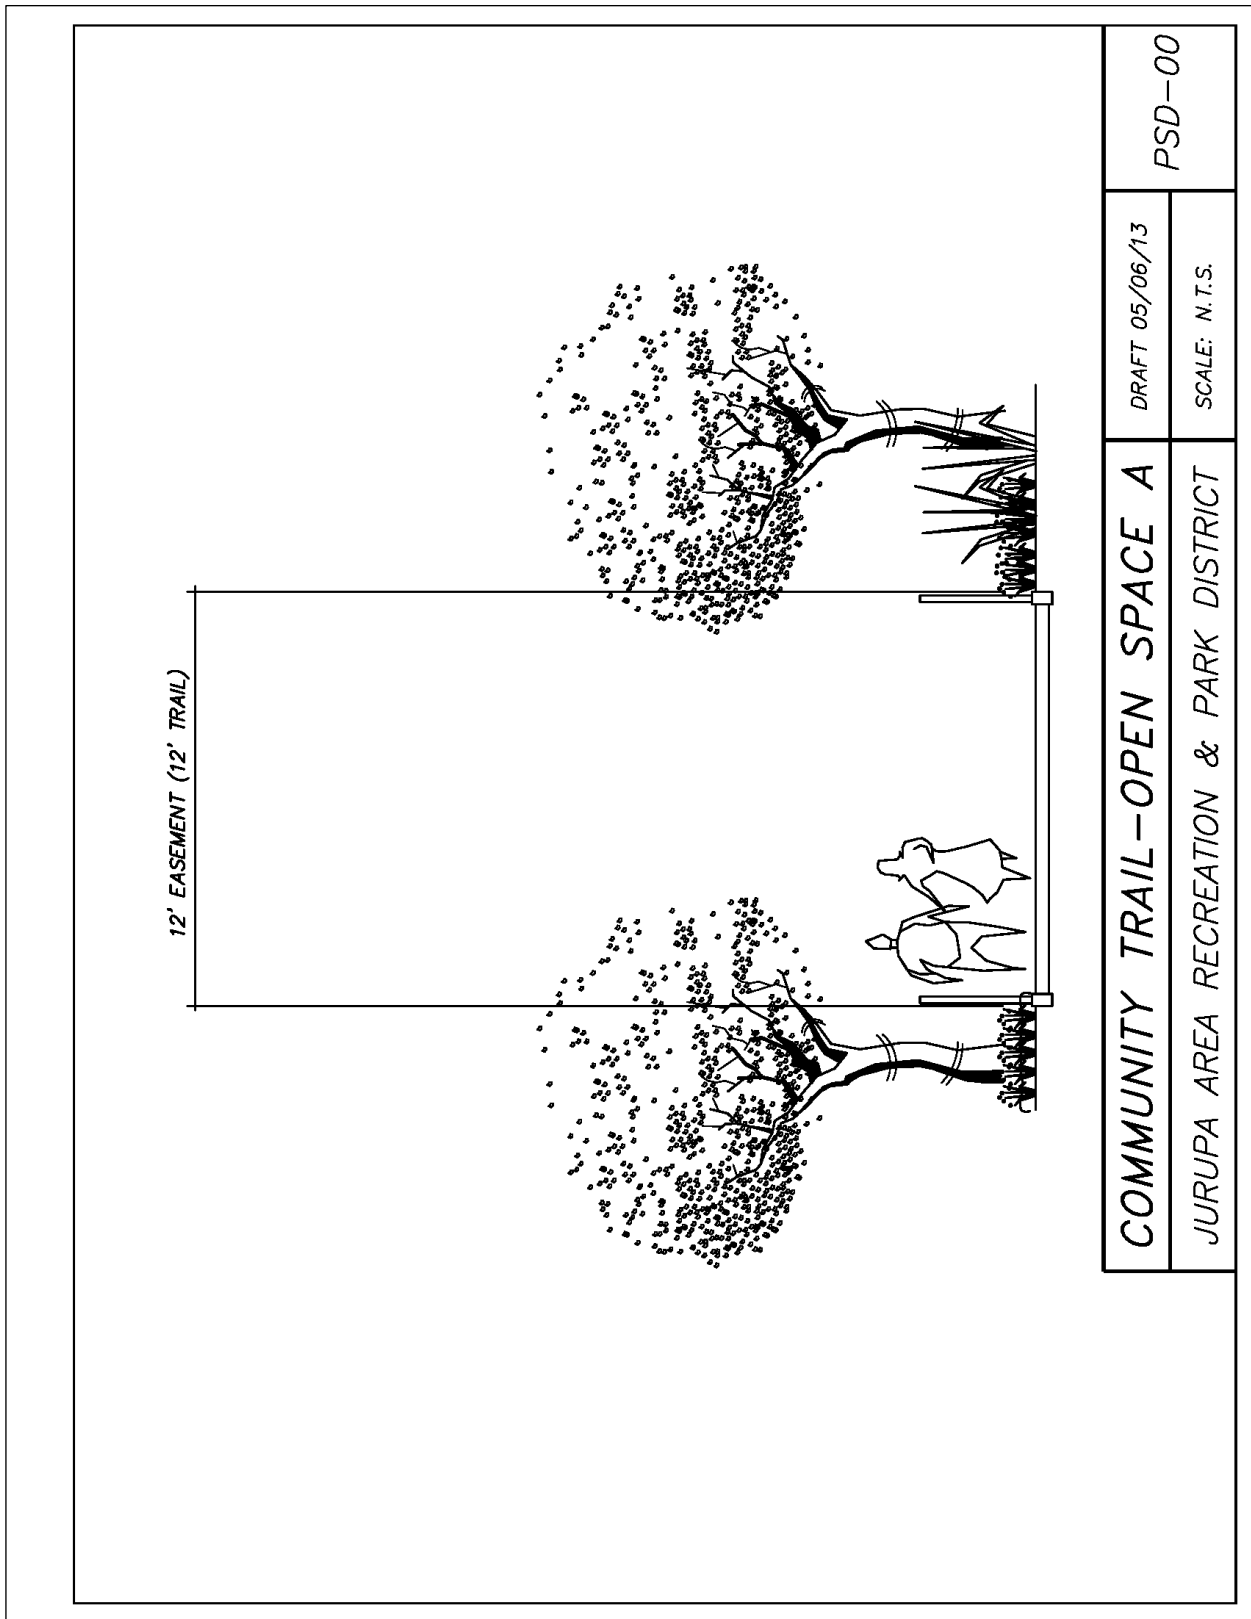 12' EASEMENT (12' TRAIL)
COMMUNITY TRAIL-OPEN SPACE A
JURUPA AREA RECREATION & PARK DISTRICT
DRAFT 05/06/13
SCALE: N.T.S.
PSD-00